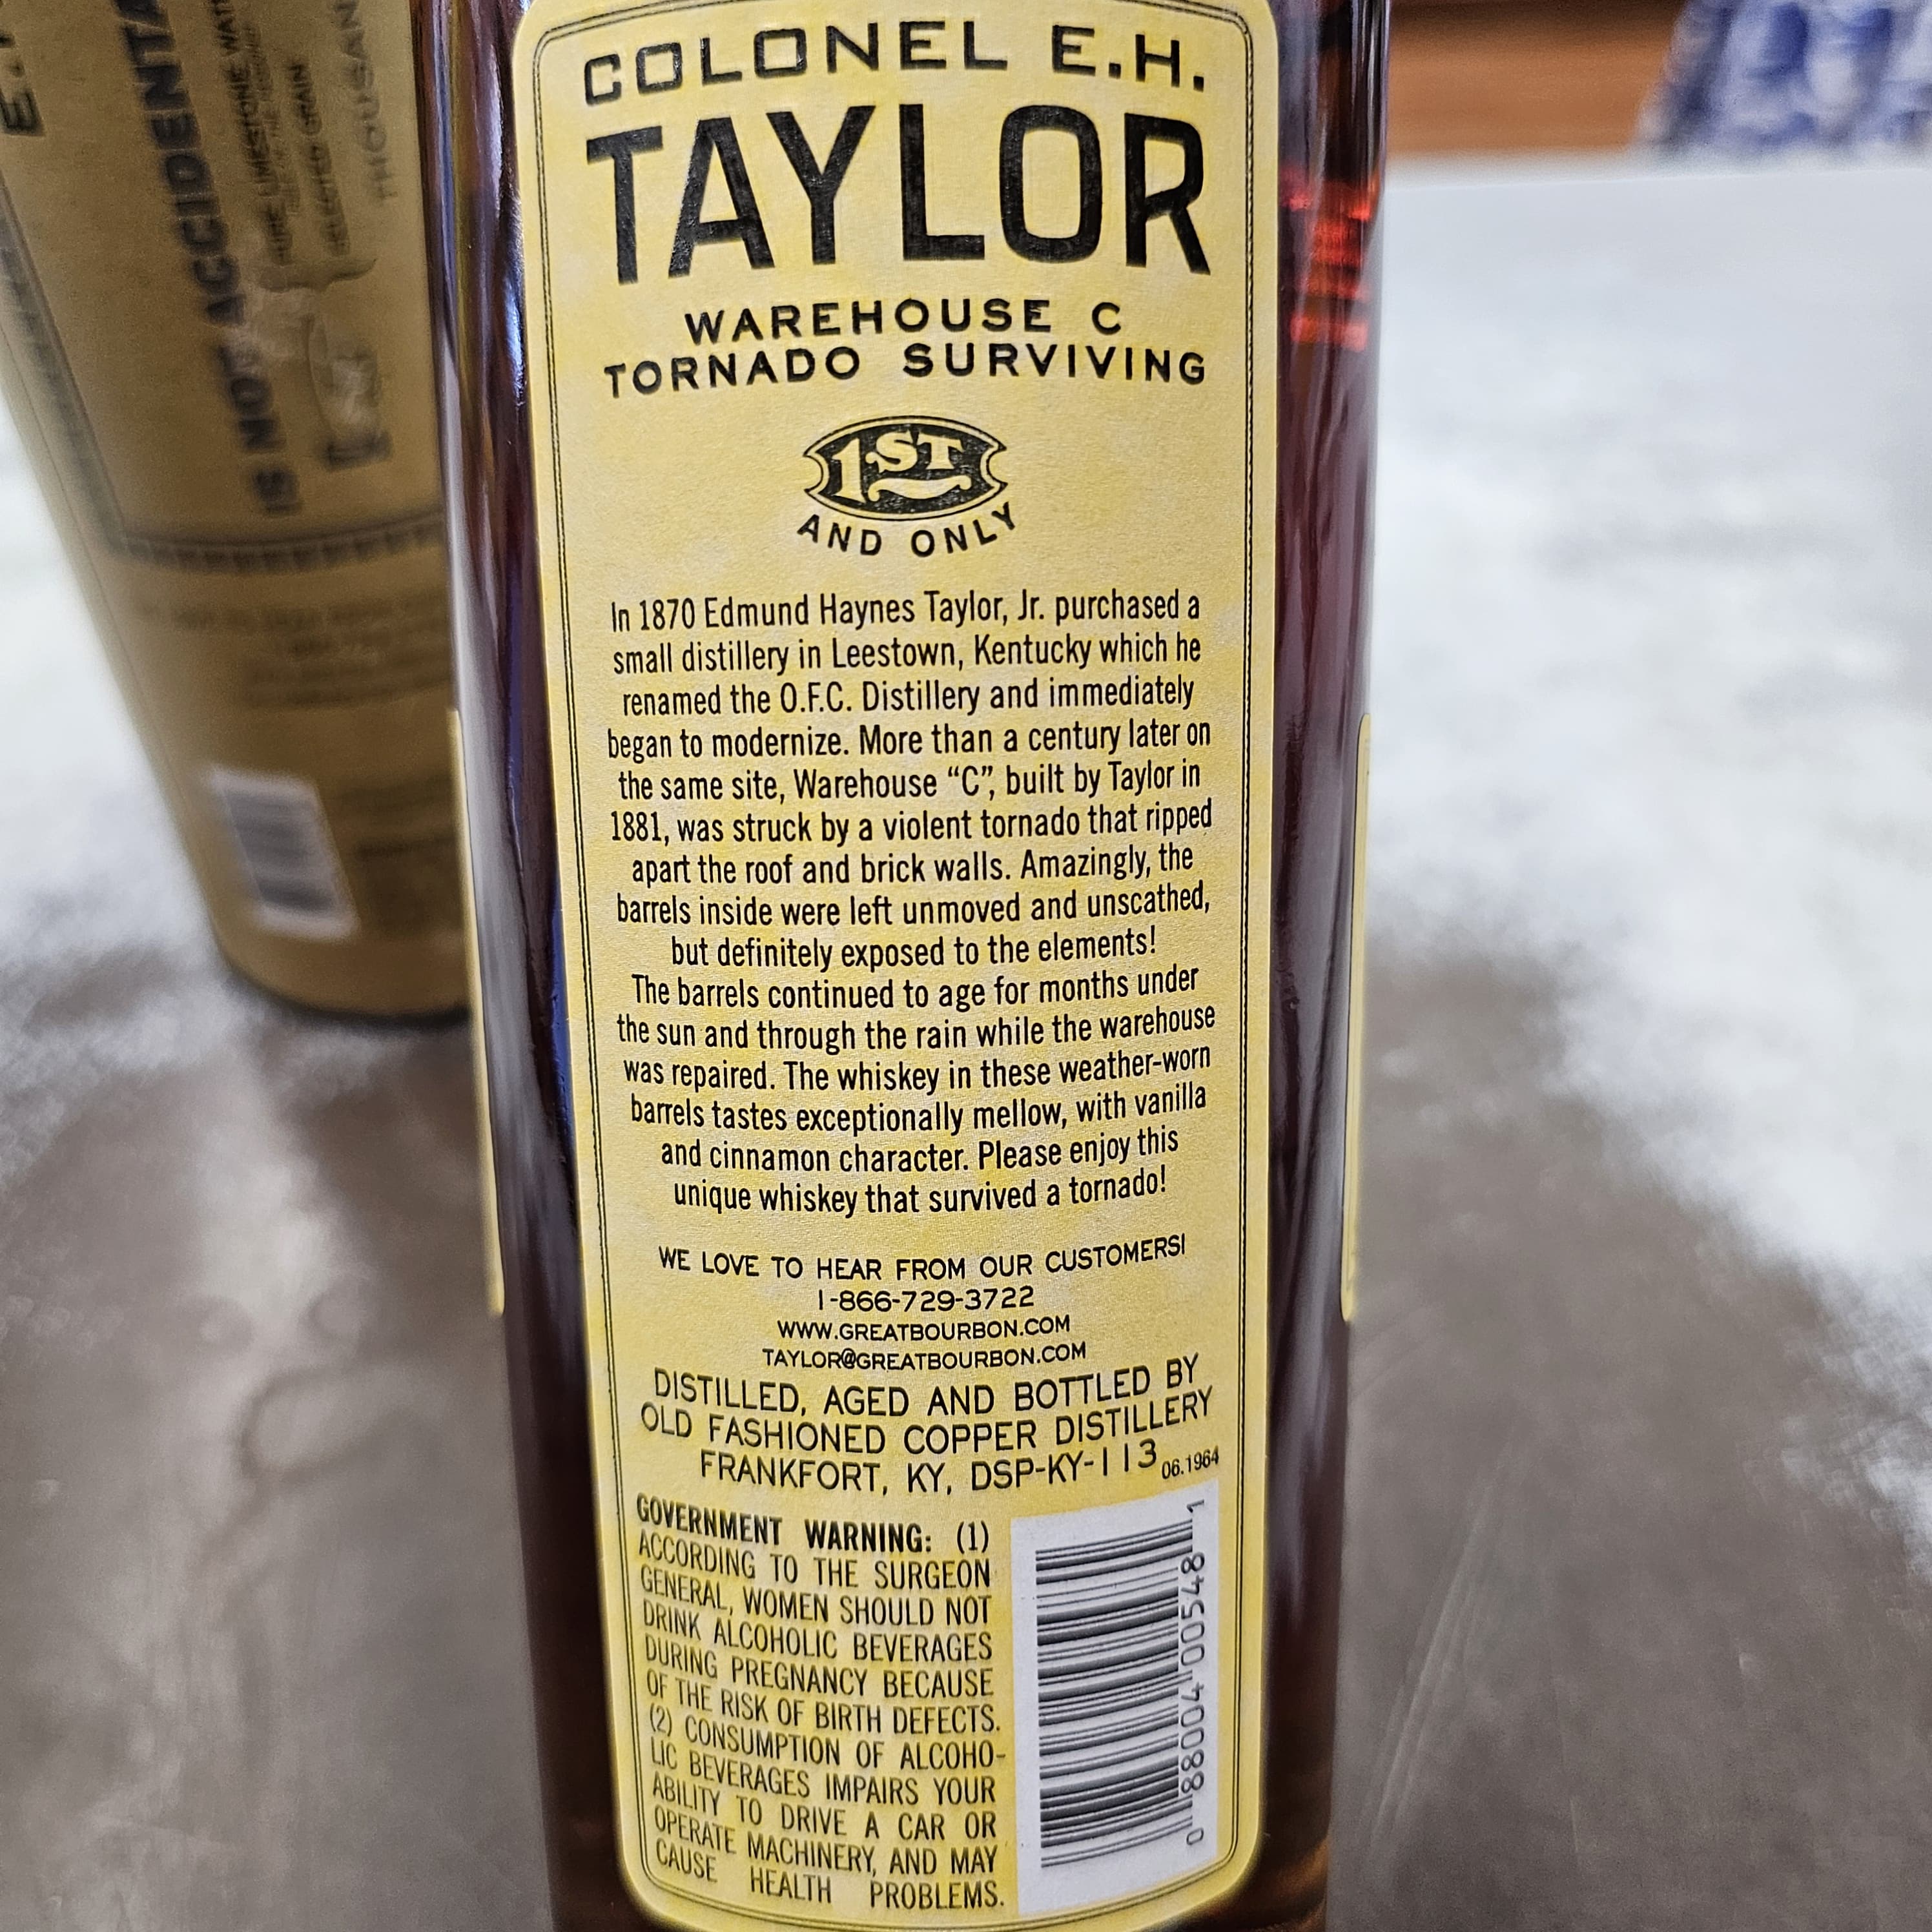 COLONEL E.H.
TAYLOR
WAREHOUSE C
TORNADO SURVIVING
1ST
AND ONLY
In 1870 Edmund Haynes Taylor, Jr. purchased a
small distillery in Leestown, Kentucky which he
renamed the O.F.C. Distillery and immediately
began to modernize. More than a century later on
the same site, Warehouse “C”, built by Taylor in
1881, was struck by a violent tornado that ripped
apart the roof and brick walls. Amazingly, the
barrels inside were left unmoved and unscathed,
but definitely exposed to the elements!
The barrels continued to age for months under
the sun and through the rain while the warehouse
was repaired. The whiskey in these weather-worn
barrels tastes exceptionally mellow, with vanilla
and cinnamon character. Please enjoy this
unique whiskey that survived a tornado!
WE LOVE TO HEAR FROM OUR CUSTOMERS!
1-866-729-3722
WWW.GREATBOURBON.COM
TAYLOR@GREATBOURBON.COM
DISTILLED, AGED AND BOTTLED BY
OLD FASHIONED COPPER DISTILLERY
FRANKFORT, KY, DSP-KY-113 06.1964
GOVERNMENT WARNING: (1)
ACCORDING TO THE SURGEON
GENERAL, WOMEN SHOULD NOT
DRINK ALCOHOLIC BEVERAGES
DURING PREGNANCY BECAUSE
OF THE RISK OF BIRTH DEFECTS.
(2) CONSUMPTION OF ALCOHO-
LIC BEVERAGES IMPAIRS YOUR
ABILITY TO DRIVE A CAR OR
OPERATE MACHINERY, AND MAY
CAUSE HEALTH PROBLEMS.
0 88004 00548 1
IS NOT ACCIDENTA
LIMESTONE WAT
SELECTED GRAIN
THOUSAN